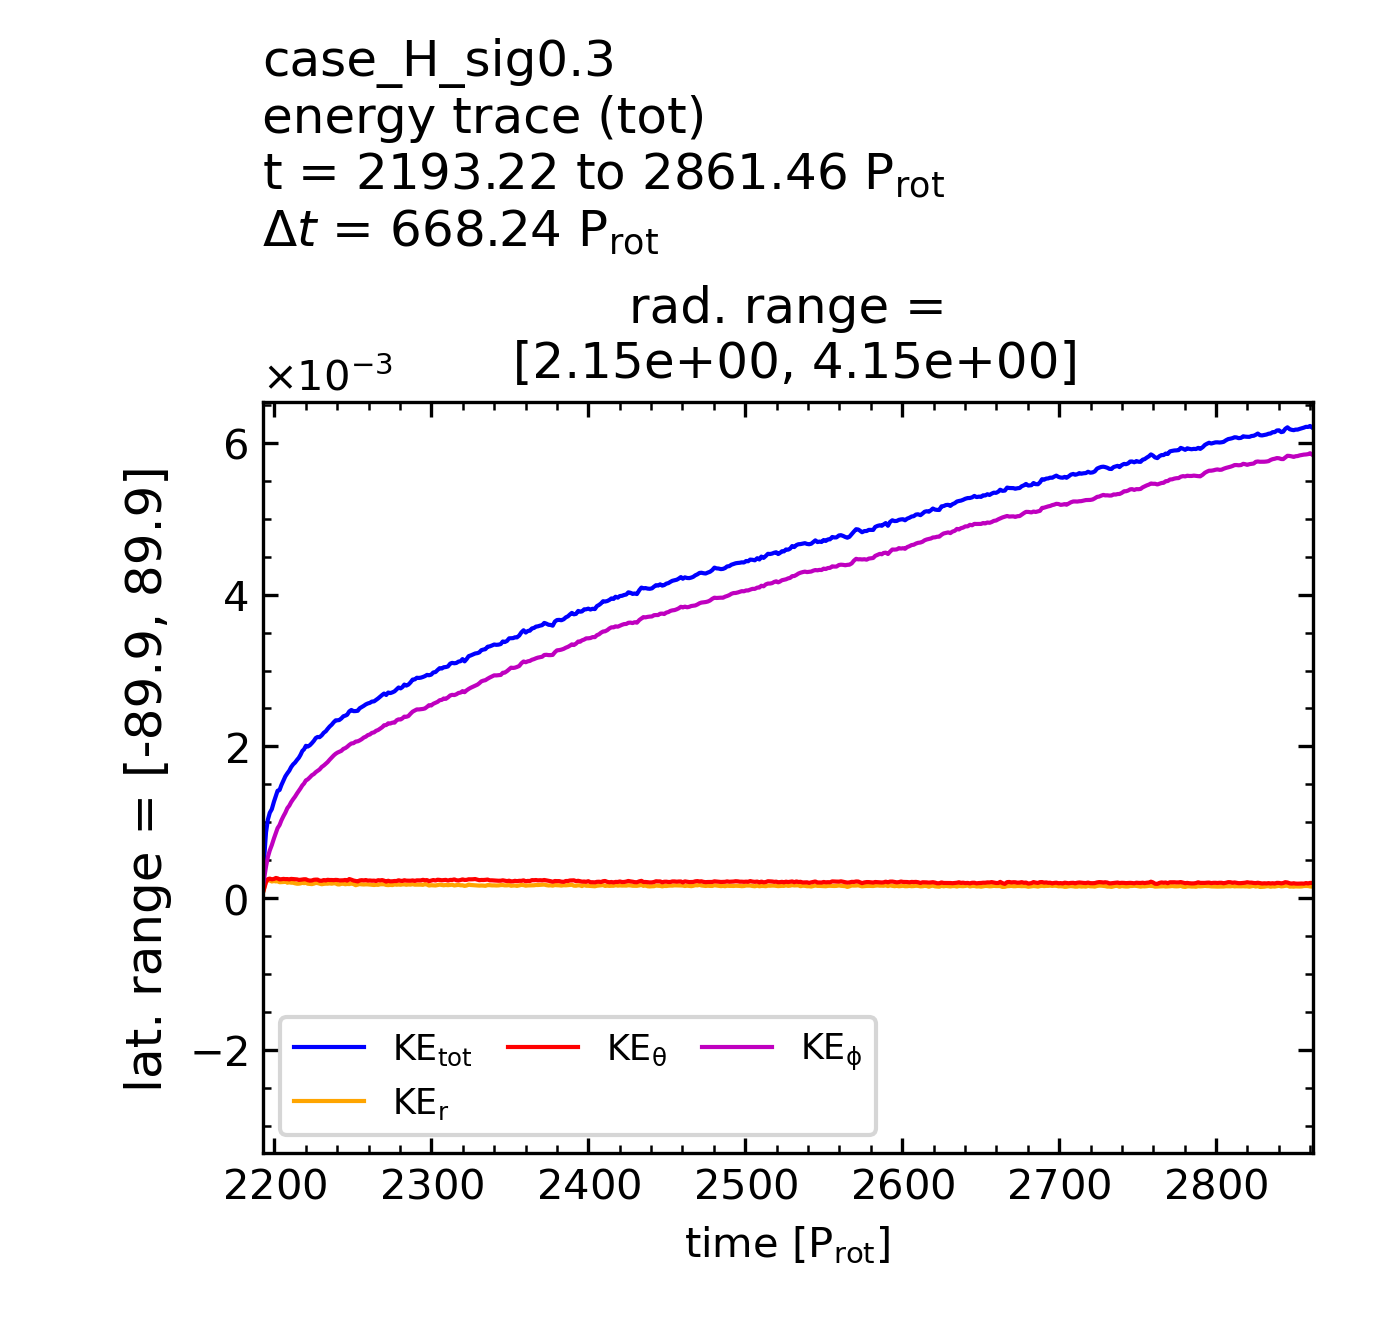 case_H_sig0.3
energy trace (tot)
t = 2193.22 to 2861.46 P_rot
Δt = 668.24 P_rot
rad. range =
[2.15e+00, 4.15e+00]
×10⁻³
lat. range = [-89.9, 89.9]
6
4
2
0
−2
KE_tot KE_θ KE_ϕ
KE_r
2200 2300 2400 2500 2600 2700 2800
time [P_rot]